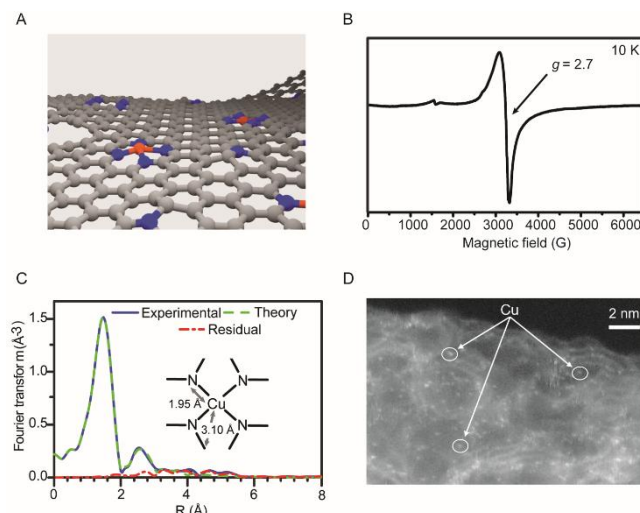 A
B
10 K
g = 2.7
0 1000 2000 3000 4000 5000 6000
Magnetic field (G)
C
Experimental Theory
Residual
1.5
1.0
0.5
0.0
Fourier transfor m(Å-3)
N N
Cu
1.95 Å
3.10 Å
N N
0 2 4 6 8
R (Å)
D
Cu
2 nm